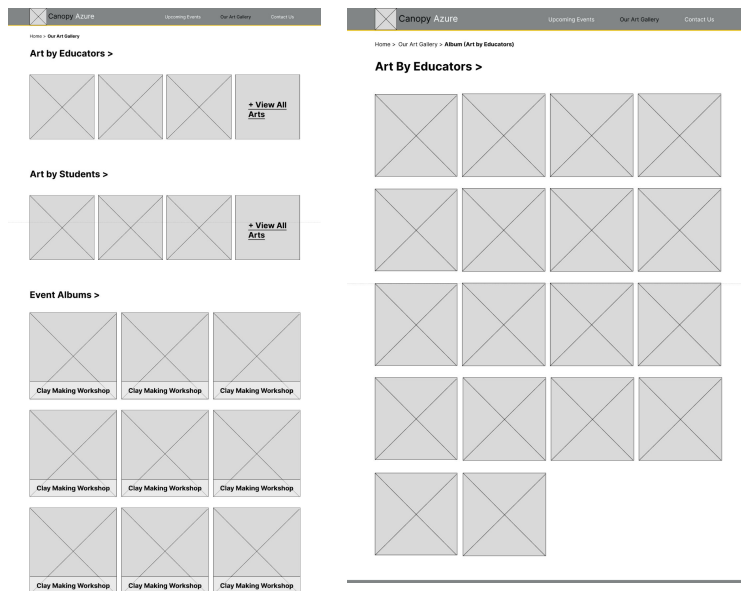 Canopy Azure
Upcoming Events
Our Art Gallery
Contact Us
Home > Our Art Gallery
Art by Educators >
+ View All
Arts
Art by Students >
+ View All
Arts
Event Albums >
Clay Making Workshop
Clay Making Workshop
Clay Making Workshop
Clay Making Workshop
Clay Making Workshop
Clay Making Workshop
Clay Making Workshop
Clay Making Workshop
Clay Making Workshop
Canopy Azure
Upcoming Events
Our Art Gallery
Contact Us
Home > Our Art Gallery > Album (Art by Educators)
Art By Educators >